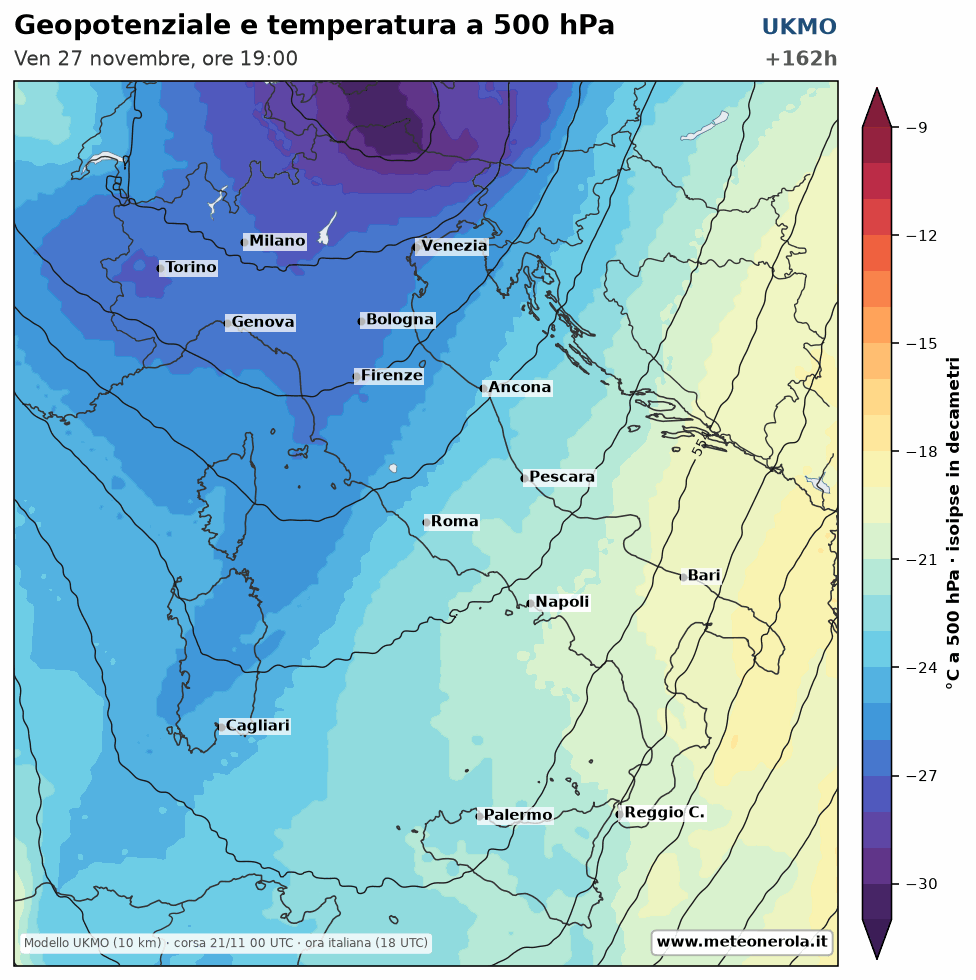 Geopotenziale e temperatura a 500 hPa
UKMO
Ven 27 novembre, ore 19:00
+162h
Milano
Venezia
Torino
Genova
Bologna
Firenze
Ancona
Pescara
Roma
Bari
Napoli
Cagliari
Palermo
Reggio C.
−9
−12
−15
−18
−21
−24
−27
−30
°C a 500 hPa · isoipse in decametri
Modello UKMO (10 km) · corsa 21/11 00 UTC · ora italiana (18 UTC)
www.meteonerola.it